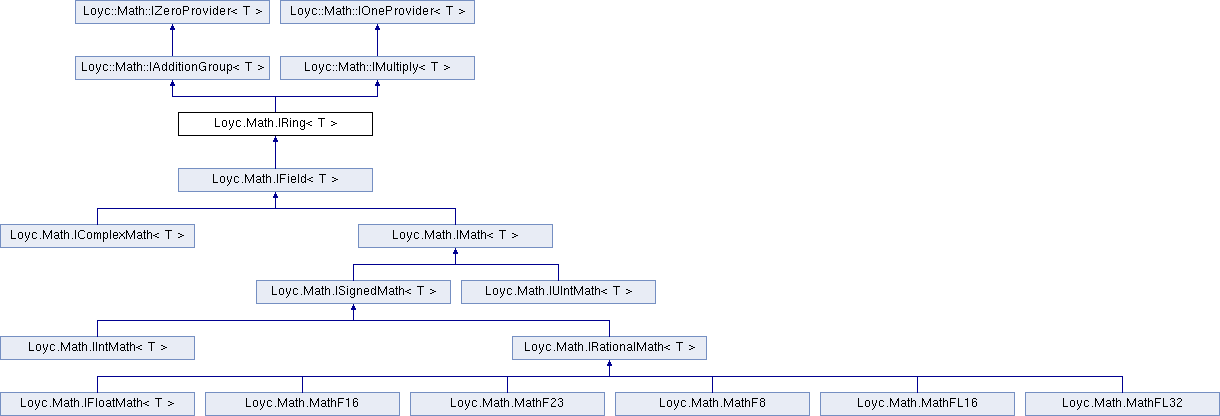 Loyc::Math::IZeroProvider< T >
Loyc::Math::IOneProvider< T >
Loyc::Math::IAdditionGroup< T >
Loyc::Math::IMultiply< T >
Loyc.Math.IRing< T >
Loyc.Math.IField< T >
Loyc.Math.IComplexMath< T >
Loyc.Math.IMath< T >
Loyc.Math.ISignedMath< T >
Loyc.Math.IUIntMath< T >
Loyc.Math.IIntMath< T >
Loyc.Math.IRationalMath< T >
Loyc.Math.IFloatMath< T >
Loyc.Math.MathF16
Loyc.Math.MathF23
Loyc.Math.MathF8
Loyc.Math.MathFL16
Loyc.Math.MathFL32